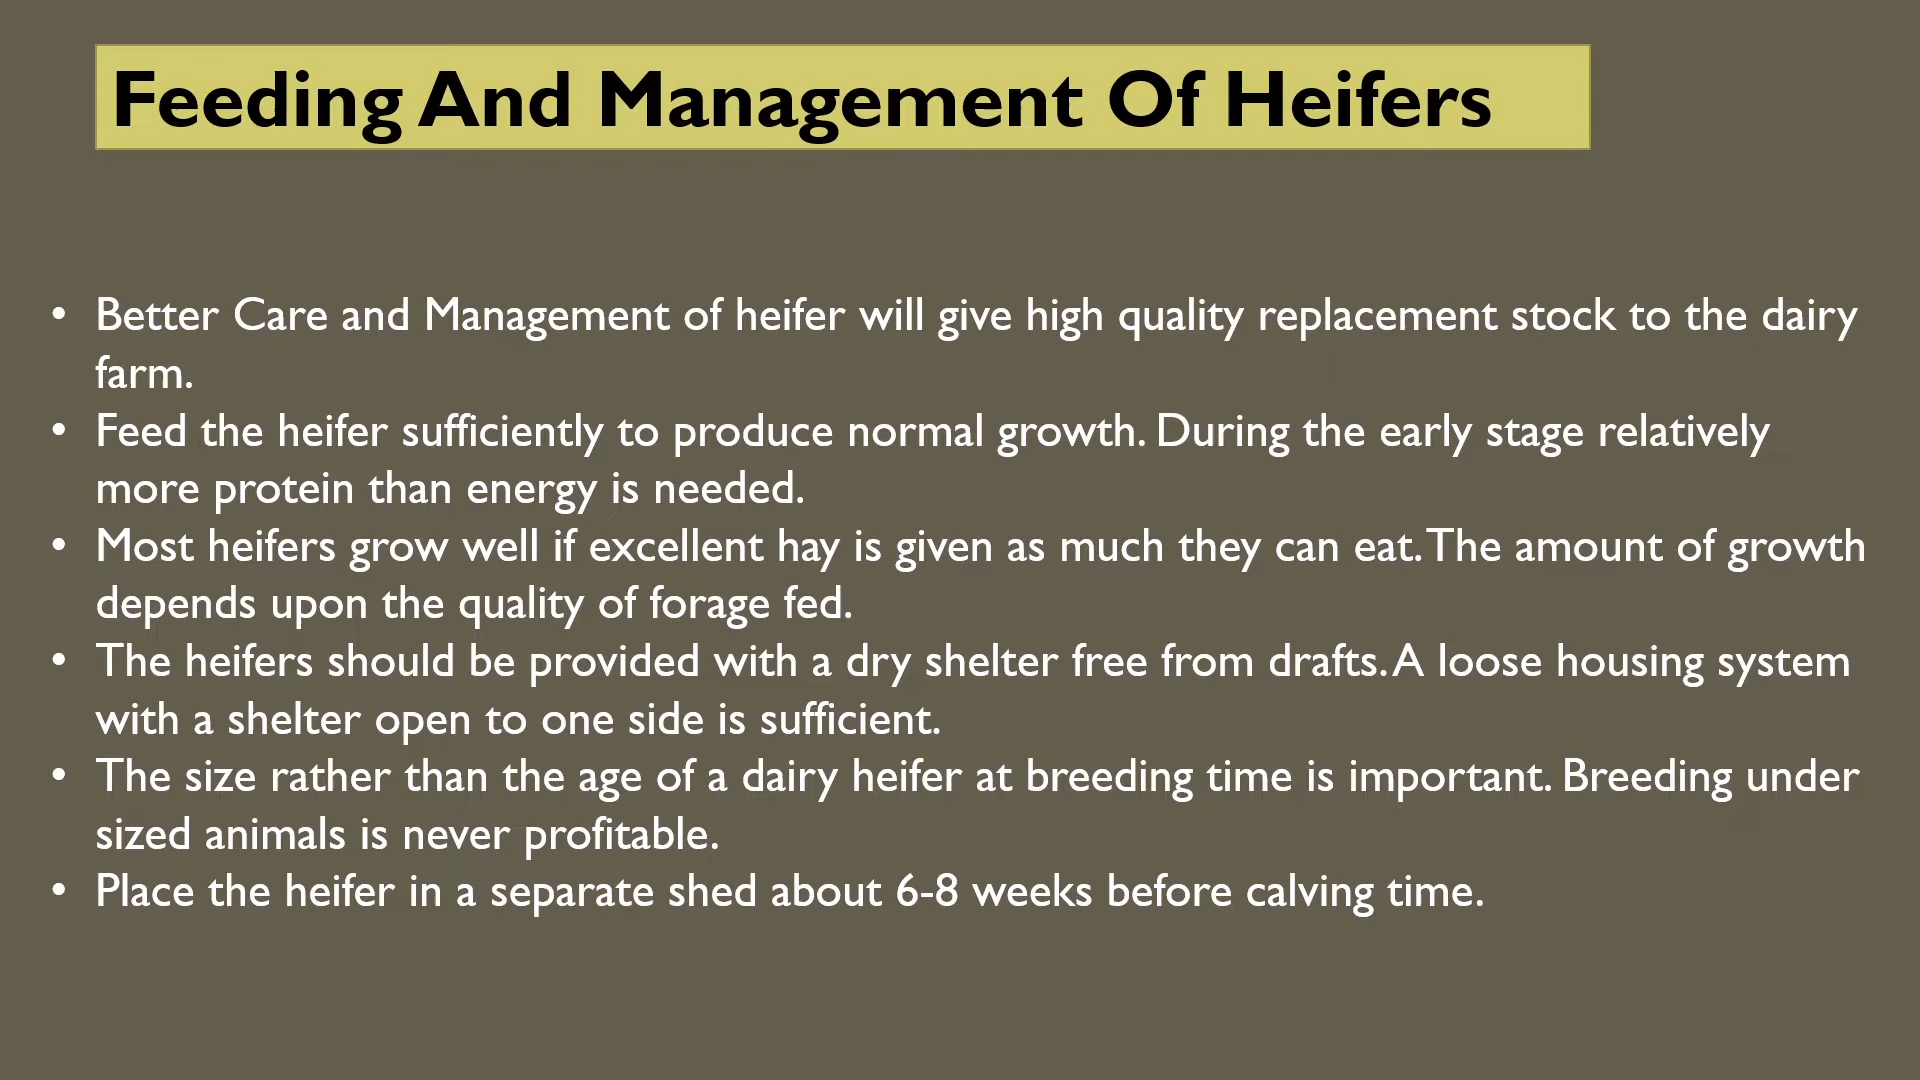 Feeding And Management Of Heifers
• Better Care and Management of heifer will give high quality replacement stock to the dairy
farm.
• Feed the heifer sufficiently to produce normal growth. During the early stage relatively
more protein than energy is needed.
• Most heifers grow well if excellent hay is given as much they can eat. The amount of growth
depends upon the quality of forage fed.
• The heifers should be provided with a dry shelter free from drafts. A loose housing system
with a shelter open to one side is sufficient.
• The size rather than the age of a dairy heifer at breeding time is important. Breeding under
sized animals is never profitable.
• Place the heifer in a separate shed about 6-8 weeks before calving time.